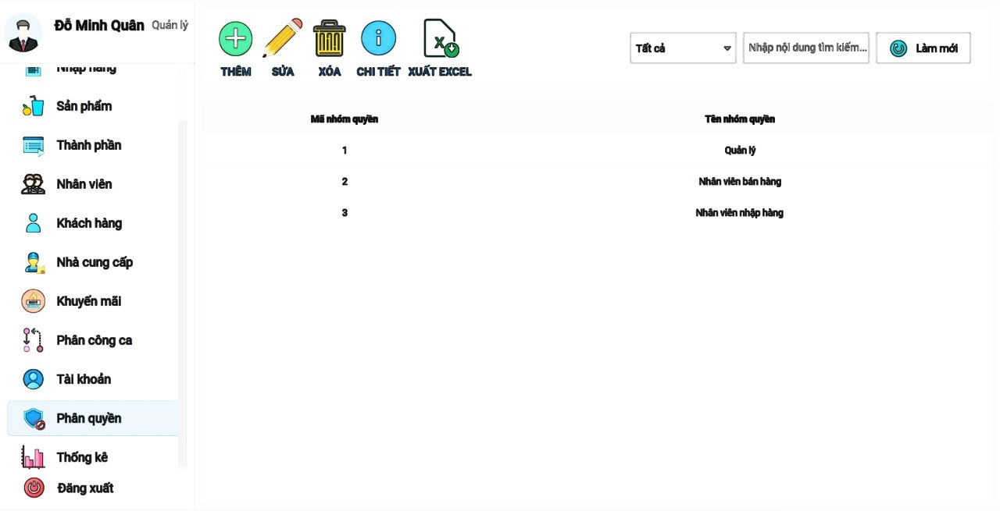 Đỗ Minh Quân Quản lý
Nhập hàng
Sản phẩm
Thành phần
Nhân viên
Khách hàng
Nhà cung cấp
Khuyến mãi
Phân công ca
Tài khoản
Phân quyền
Thống kê
Đăng xuất
THÊM SỬA XÓA CHI TIẾT XUẤT EXCEL
Tất cả Nhập nội dung tìm kiếm... Làm mới
Mã nhóm quyền Tên nhóm quyền
1 Quản lý
2 Nhân viên bán hàng
3 Nhân viên nhập hàng